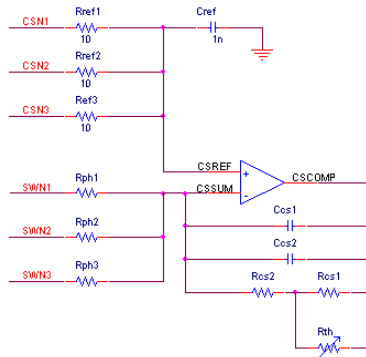 Rref1
Cref
CSN1
10
1n
Rref2
CSN2
10
Rref3
CSN3
10
CSREF
+
CSCOMP
SWN1
Rph1
CSSUM
-
Ccs1
SWN2
Rph2
Ccs2
SWN3
Rph3
Rcs2
Rcs1
Rth